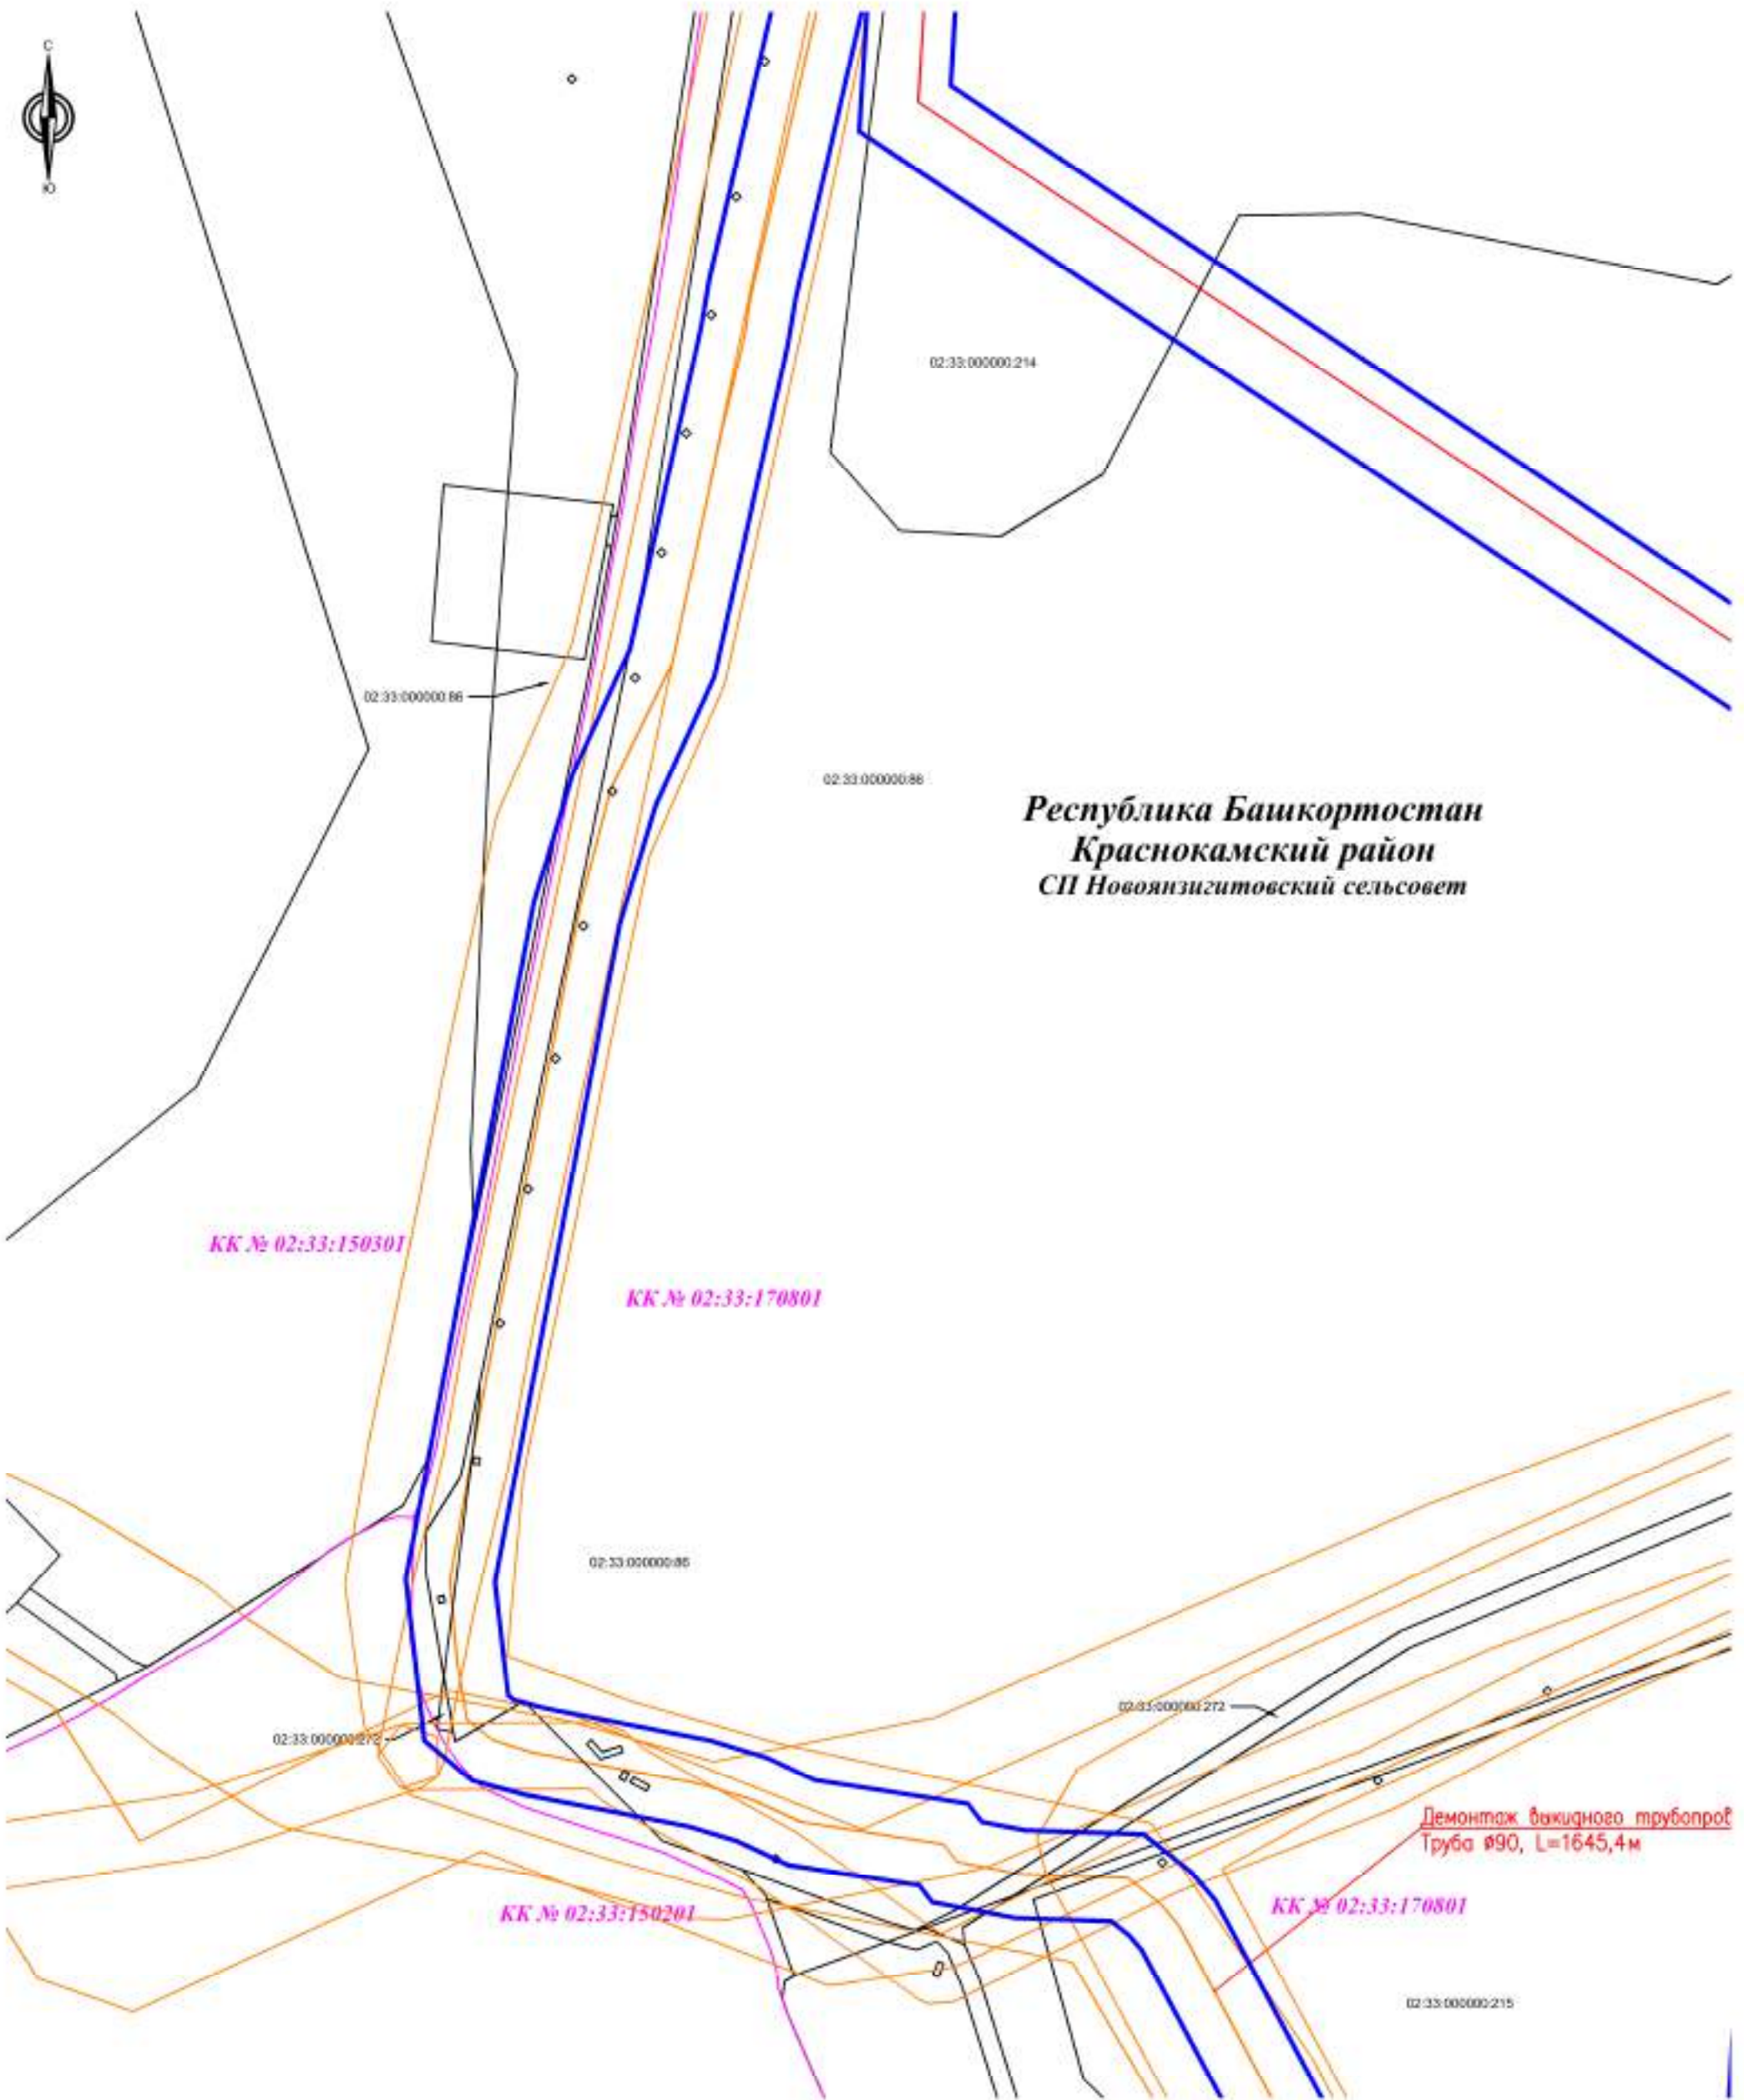 С
Ю
02:33:000000:214
02:33:000000:86
02:33:000000:86
Республика Башкортостан
Краснокамский район
СП Новоянзигитовский сельсовет
КК № 02:33:150301
КК № 02:33:170801
02:33:000000:86
02:33:000000:272
02:33:000000:272
Демонтаж выкидного трубопров
Труба ø90, L=1645,4м
КК № 02:33:150201
КК № 02:33:170801
02:33:000000:215